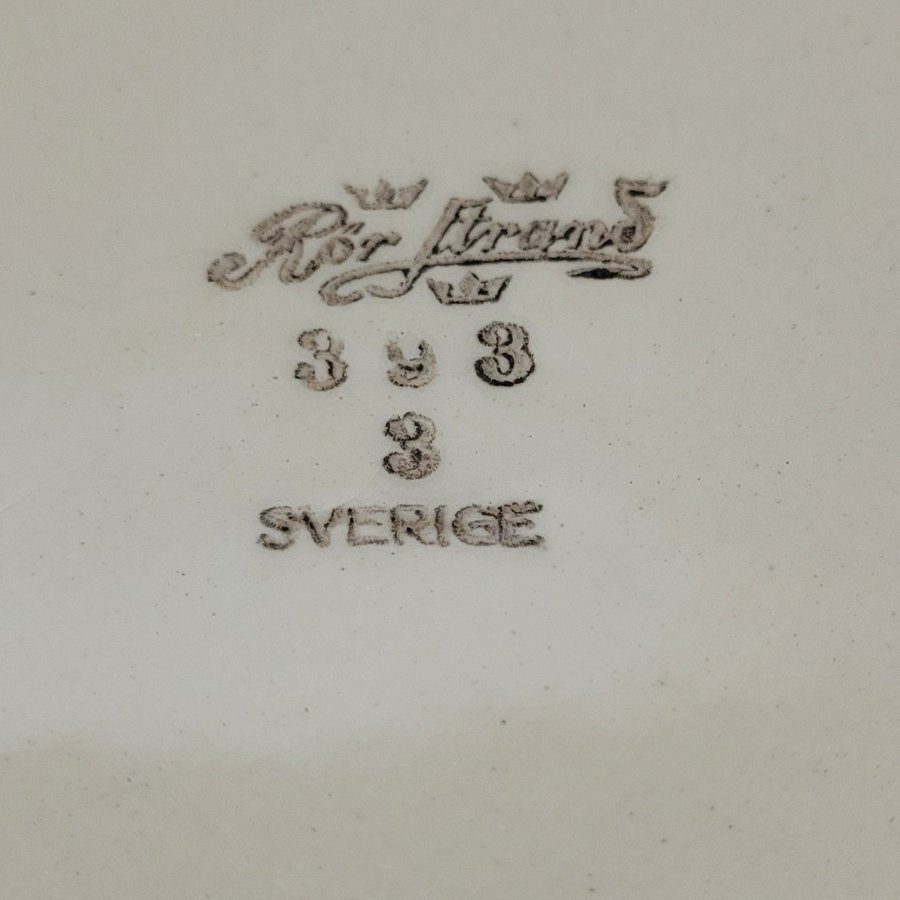 Rörstrand
3 9 3
3
SVERIGE